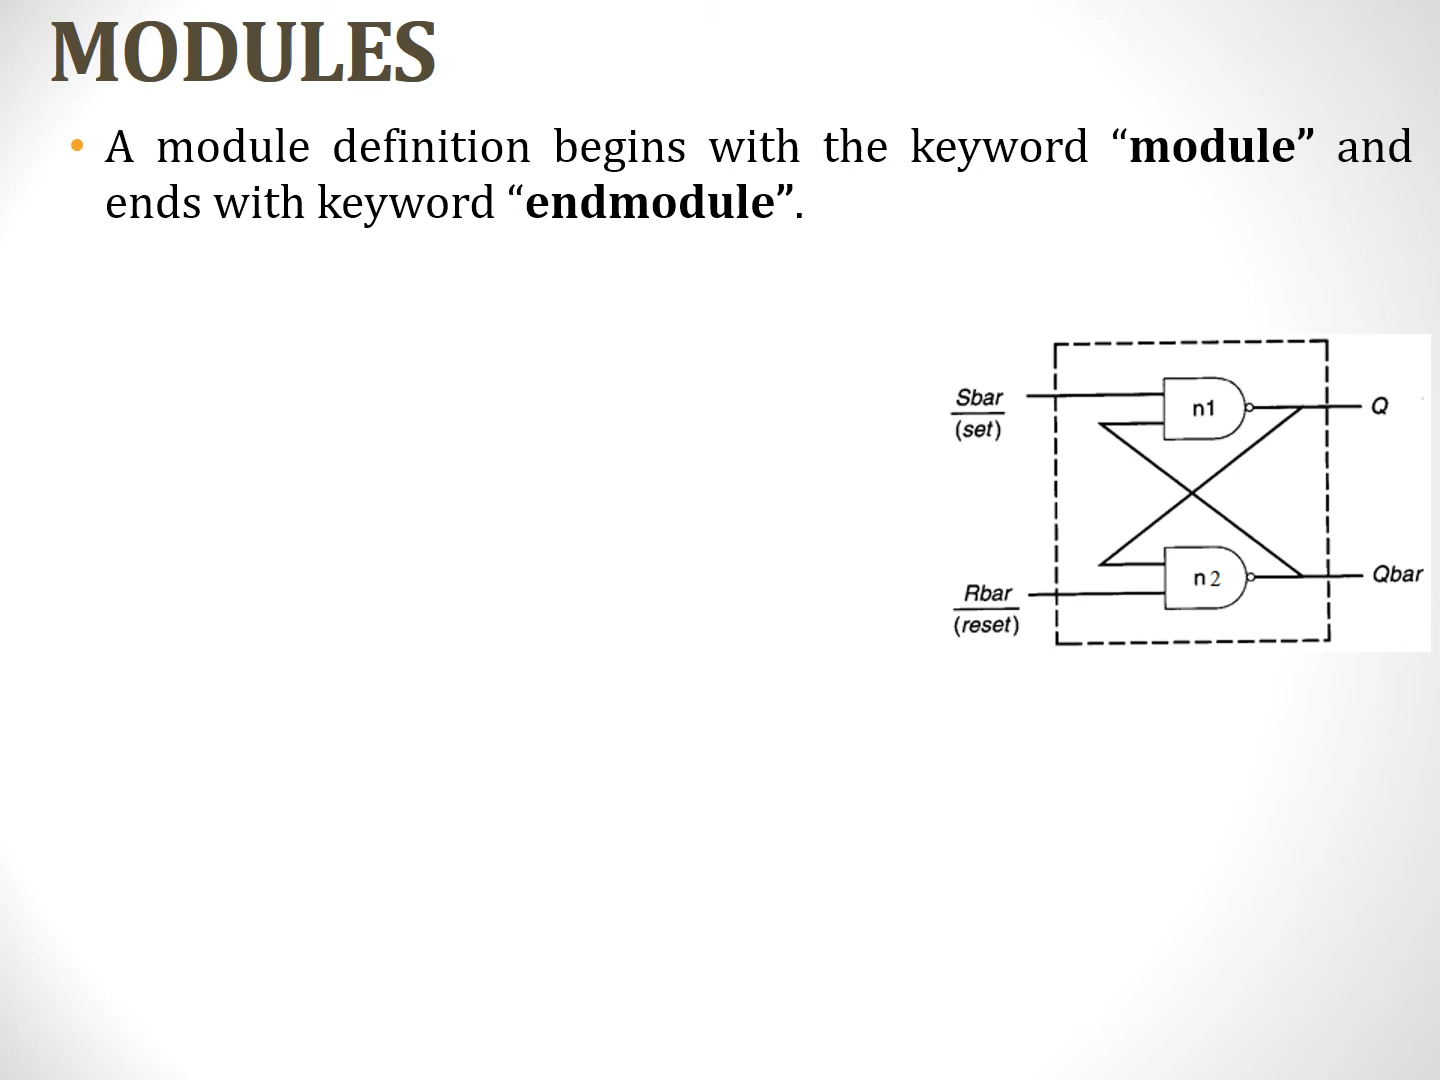 MODULES
• A module definition begins with the keyword “module” and
ends with keyword “endmodule”.
Sbar
(set)
n1
Q
Rbar
(reset)
n2
Qbar